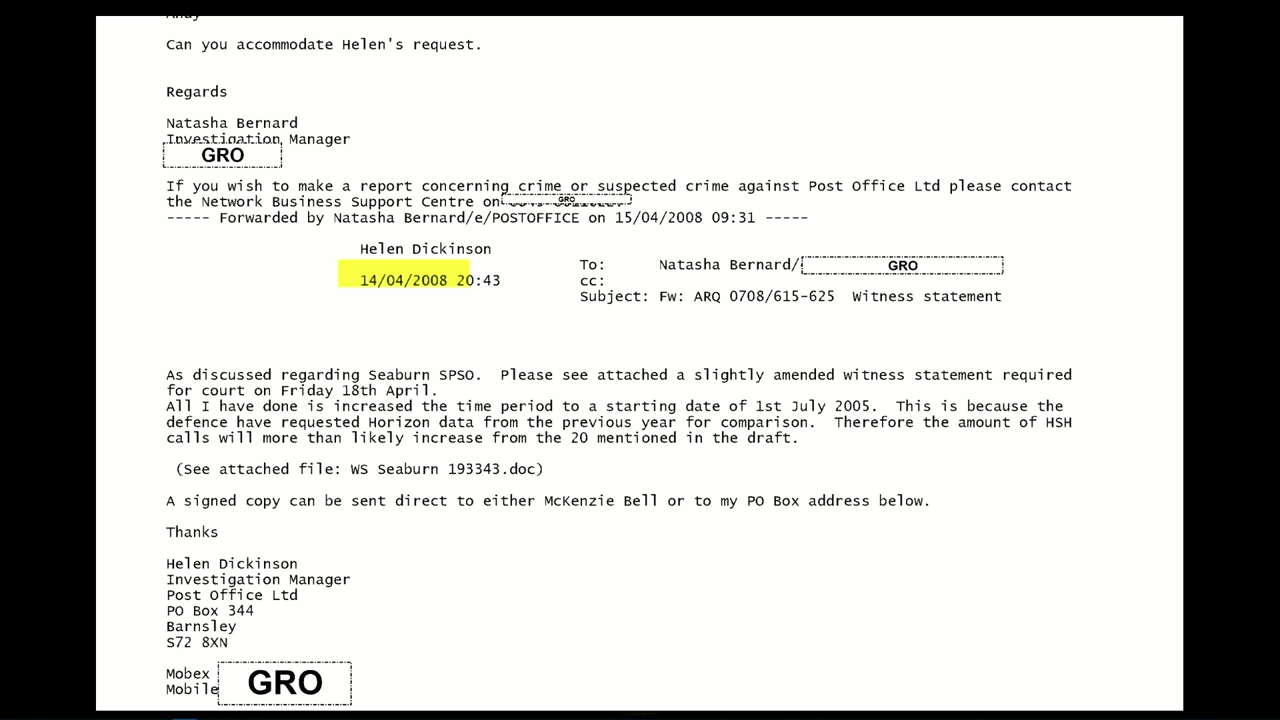 Andy
Can you accommodate Helen's request.
Regards
Natasha Bernard
Investigation Manager
GRO
If you wish to make a report concerning crime or suspected crime against Post Office Ltd please contact
the Network Business Support Centre on GRO
----- Forwarded by Natasha Bernard/e/POSTOFFICE on 15/04/2008 09:31 -----
Helen Dickinson
14/04/2008 20:43
To: Natasha Bernard/ GRO
cc:
Subject: Fw: ARQ 0708/615-625 Witness statement
As discussed regarding Seaburn SPSO. Please see attached a slightly amended witness statement required
for court on Friday 18th April.
All I have done is increased the time period to a starting date of 1st July 2005. This is because the
defence have requested Horizon data from the previous year for comparison. Therefore the amount of HSH
calls will more than likely increase from the 20 mentioned in the draft.
(See attached file: WS Seaburn 193343.doc)
A signed copy can be sent direct to either McKenzie Bell or to my PO Box address below.
Thanks
Helen Dickinson
Investigation Manager
Post Office Ltd
PO Box 344
Barnsley
S72 8XN
Mobex
Mobile GRO